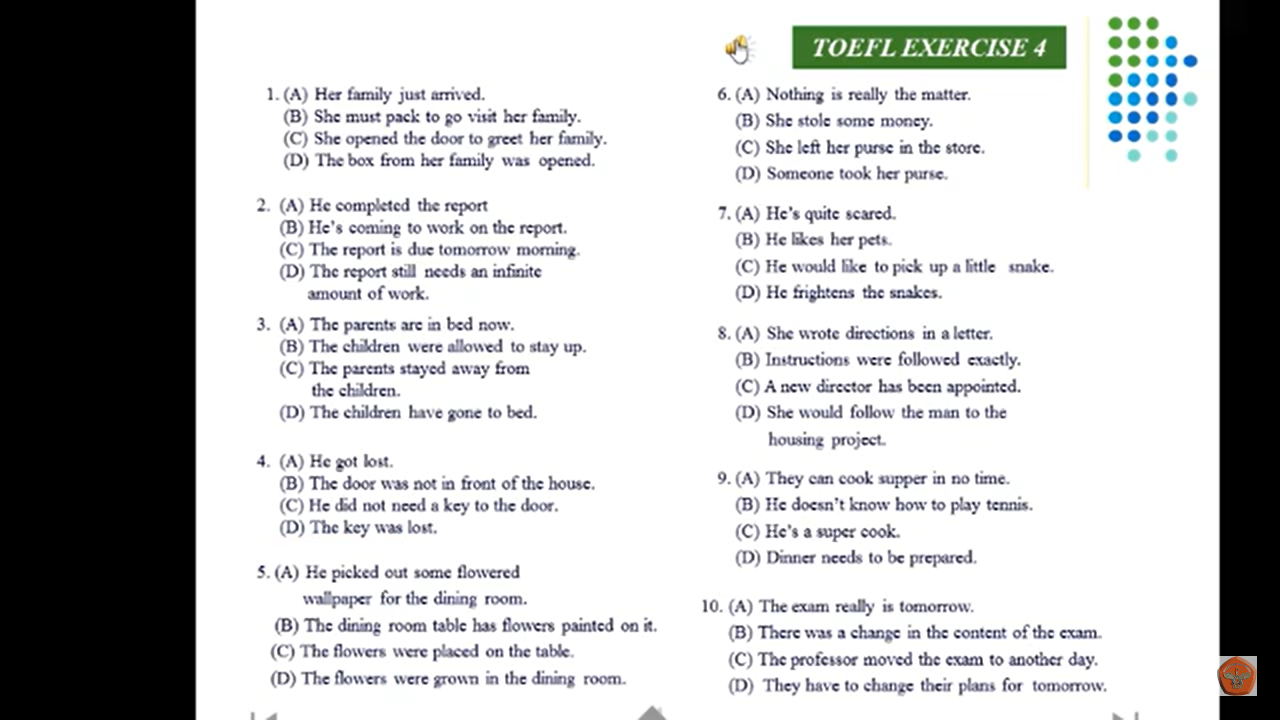 TOEFL EXERCISE 4
1. (A) Her family just arrived.
(B) She must pack to go visit her family.
(C) She opened the door to greet her family.
(D) The box from her family was opened.
2. (A) He completed the report
(B) He's coming to work on the report.
(C) The report is due tomorrow morning.
(D) The report still needs an infinite
amount of work.
3. (A) The parents are in bed now.
(B) The children were allowed to stay up.
(C) The parents stayed away from
the children.
(D) The children have gone to bed.
4. (A) He got lost.
(B) The door was not in front of the house.
(C) He did not need a key to the door.
(D) The key was lost.
5. (A) He picked out some flowered
wallpaper for the dining room.
(B) The dining room table has flowers painted on it.
(C) The flowers were placed on the table.
(D) The flowers were grown in the dining room.
6. (A) Nothing is really the matter.
(B) She stole some money.
(C) She left her purse in the store.
(D) Someone took her purse.
7. (A) He's quite scared.
(B) He likes her pets.
(C) He would like to pick up a little snake.
(D) He frightens the snakes.
8. (A) She wrote directions in a letter.
(B) Instructions were followed exactly.
(C) A new director has been appointed.
(D) She would follow the man to the
housing project.
9. (A) They can cook supper in no time.
(B) He doesn't know how to play tennis.
(C) He's a super cook.
(D) Dinner needs to be prepared.
10. (A) The exam really is tomorrow.
(B) There was a change in the content of the exam.
(C) The professor moved the exam to another day.
(D) They have to change their plans for tomorrow.